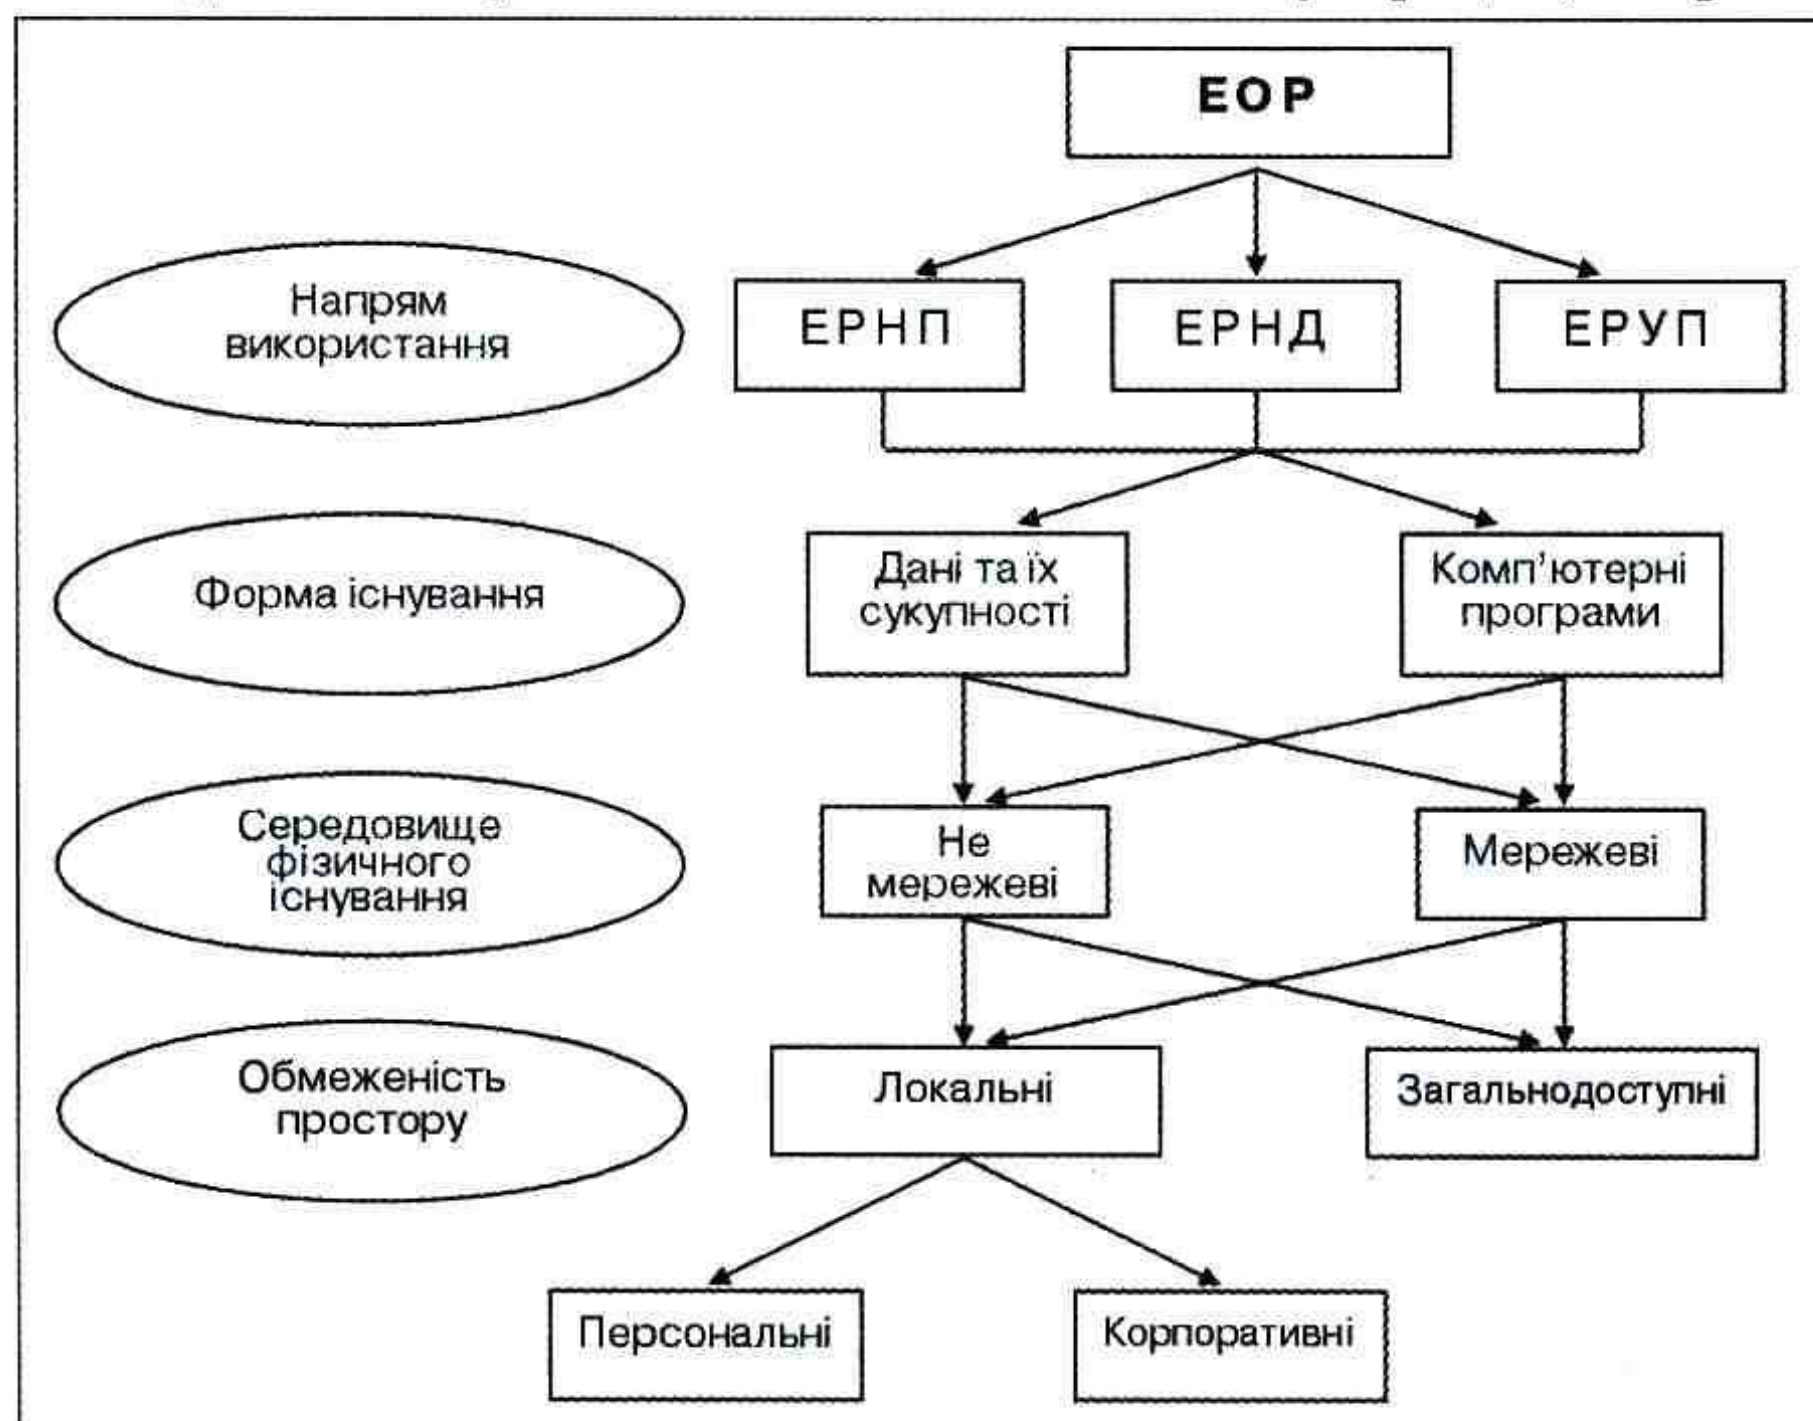 ЕОР
Напрям
використання
ЕРНП
ЕРНД
ЕРУП
Форма існування
Дані та їх
сукупності
Комп'ютерні
програми
Середовище
фізичного
існування
Не
мережеві
Мережеві
Обмеженість
простору
Локальні
Загальнодоступні
Персональні
Корпоративні